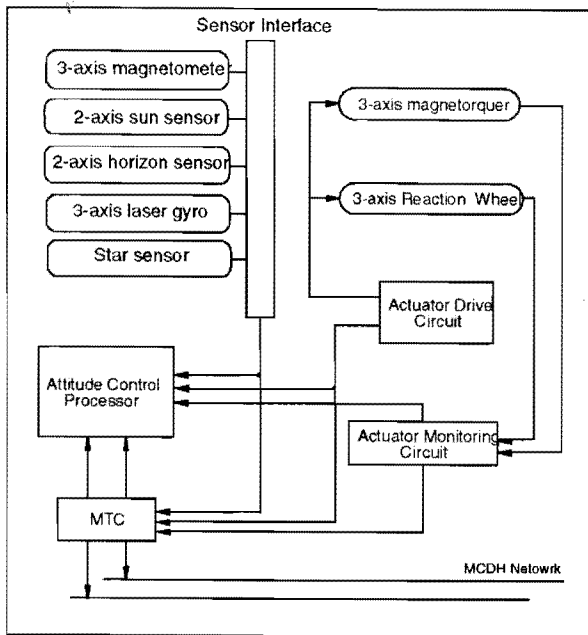 Sensor Interface
3-axis magnetomete
2-axis sun sensor
2-axis horizon sensor
3-axis laser gyro
Star sensor
3-axis magnetorquer
3-axis Reaction Wheel
Actuator Drive
Circuit
Attitude Control
Processor
Actuator Monitoring
Circuit
MTC
MCDH Netowrk